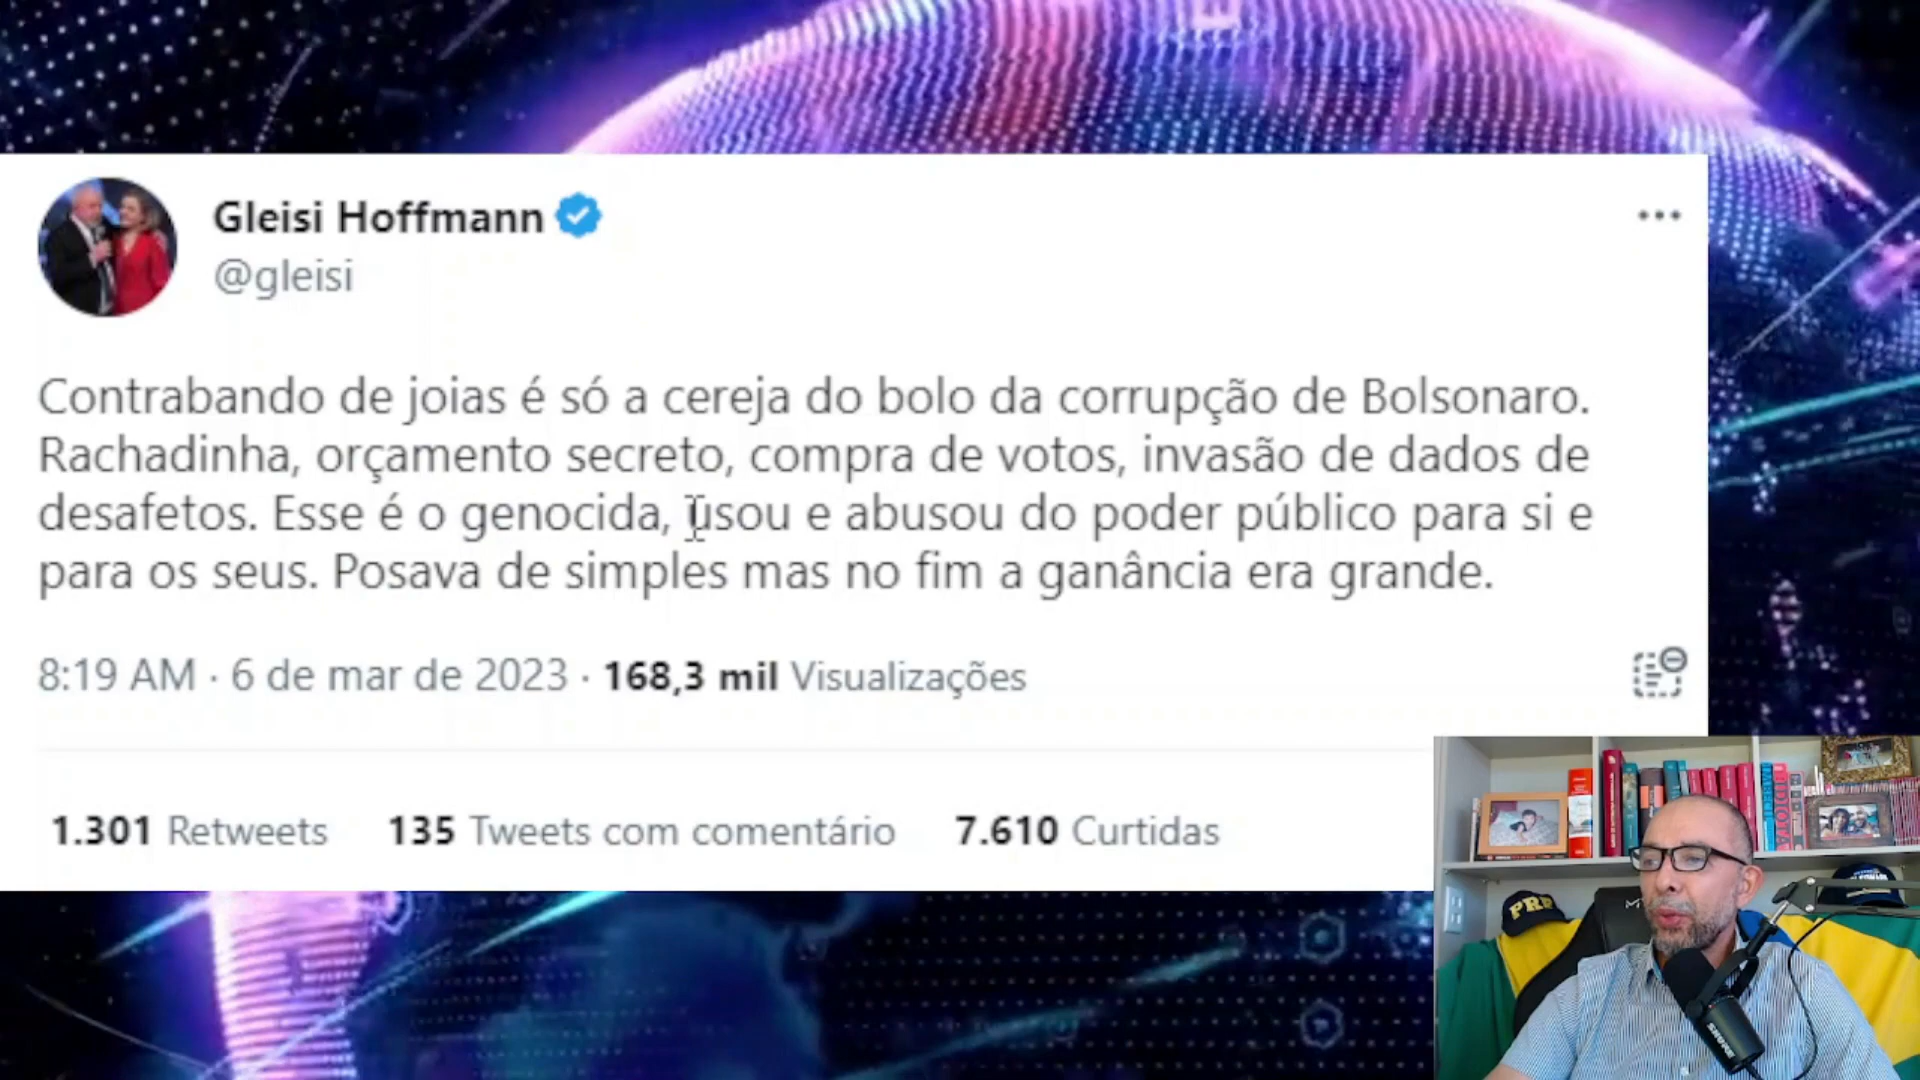 Gleisi Hoffmann
@gleisi
Contrabando de joias é só a cereja do bolo da corrupção de Bolsonaro.
Rachadinha, orçamento secreto, compra de votos, invasão de dados de
desafetos. Esse é o genocida, usou e abusou do poder público para si e
para os seus. Posava de simples mas no fim a ganância era grande.
8:19 AM · 6 de mar de 2023 · 168,3 mil Visualizações
1.301 Retweets 135 Tweets com comentário 7.610 Curtidas
PRF
SHURE